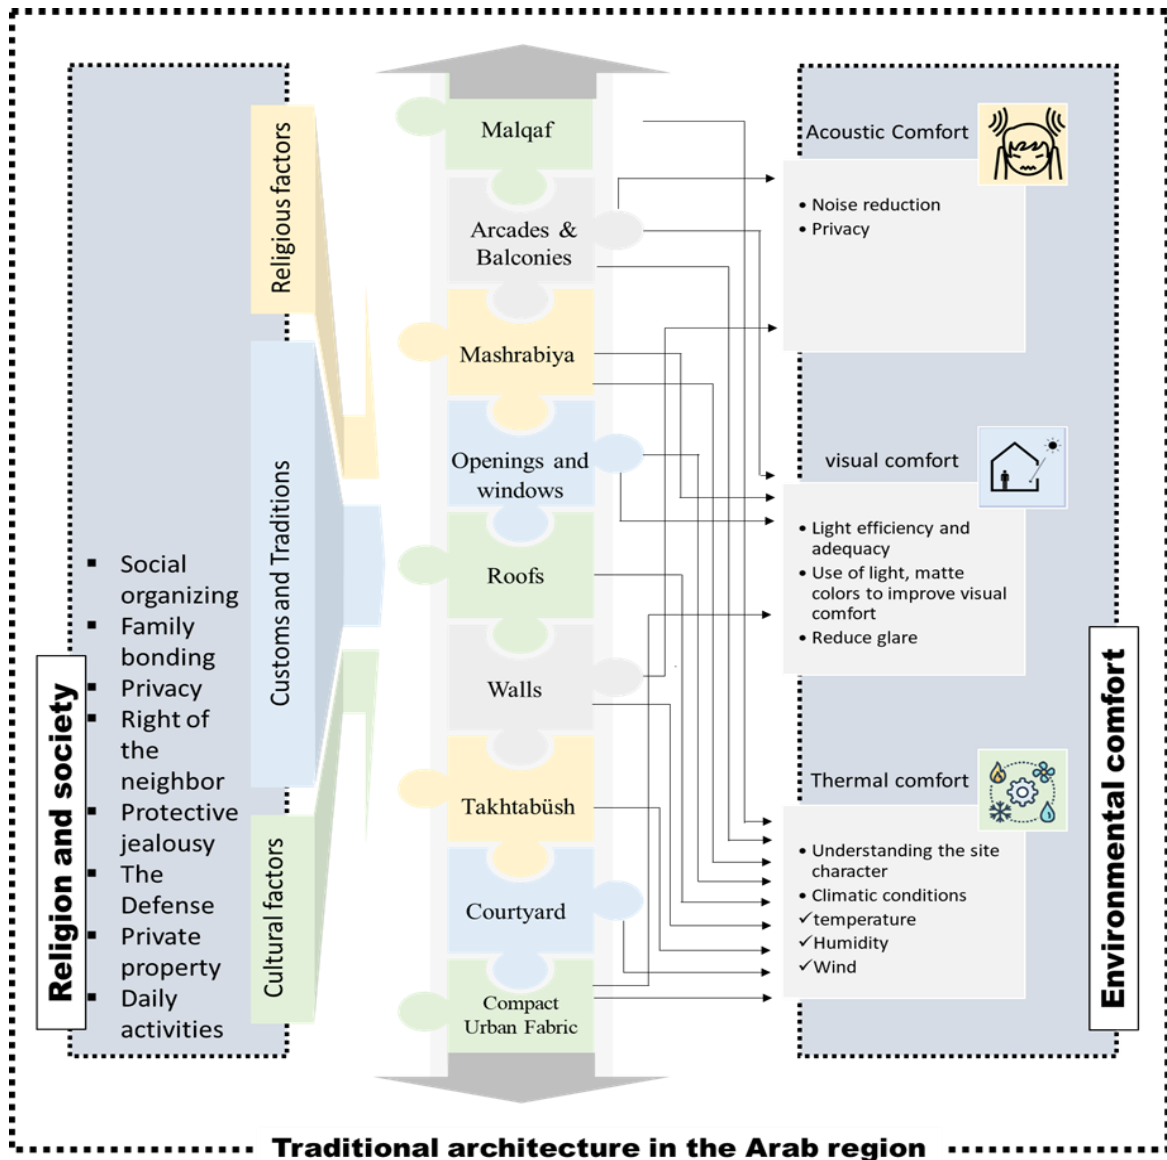 Religion and society
▪ Social
organizing
▪ Family
bonding
▪ Privacy
▪ Right of
the
neighbor
▪ Protective
jealousy
▪ The
Defense
▪ Private
property
▪ Daily
activities
Religious factors
Customs and Traditions
Cultural factors
Malqaf
Arcades &
Balconies
Mashrabiya
Openings and
windows
Roofs
Walls
Takhtabüsh
Courtyard
Compact
Urban Fabric
Acoustic Comfort
• Noise reduction
• Privacy
visual comfort
• Light efficiency and
adequacy
• Use of light, matte
colors to improve visual
comfort
• Reduce glare
Thermal comfort
• Understanding the site
character
• Climatic conditions
✓temperature
✓Humidity
✓Wind
Environmental comfort
Traditional architecture in the Arab region